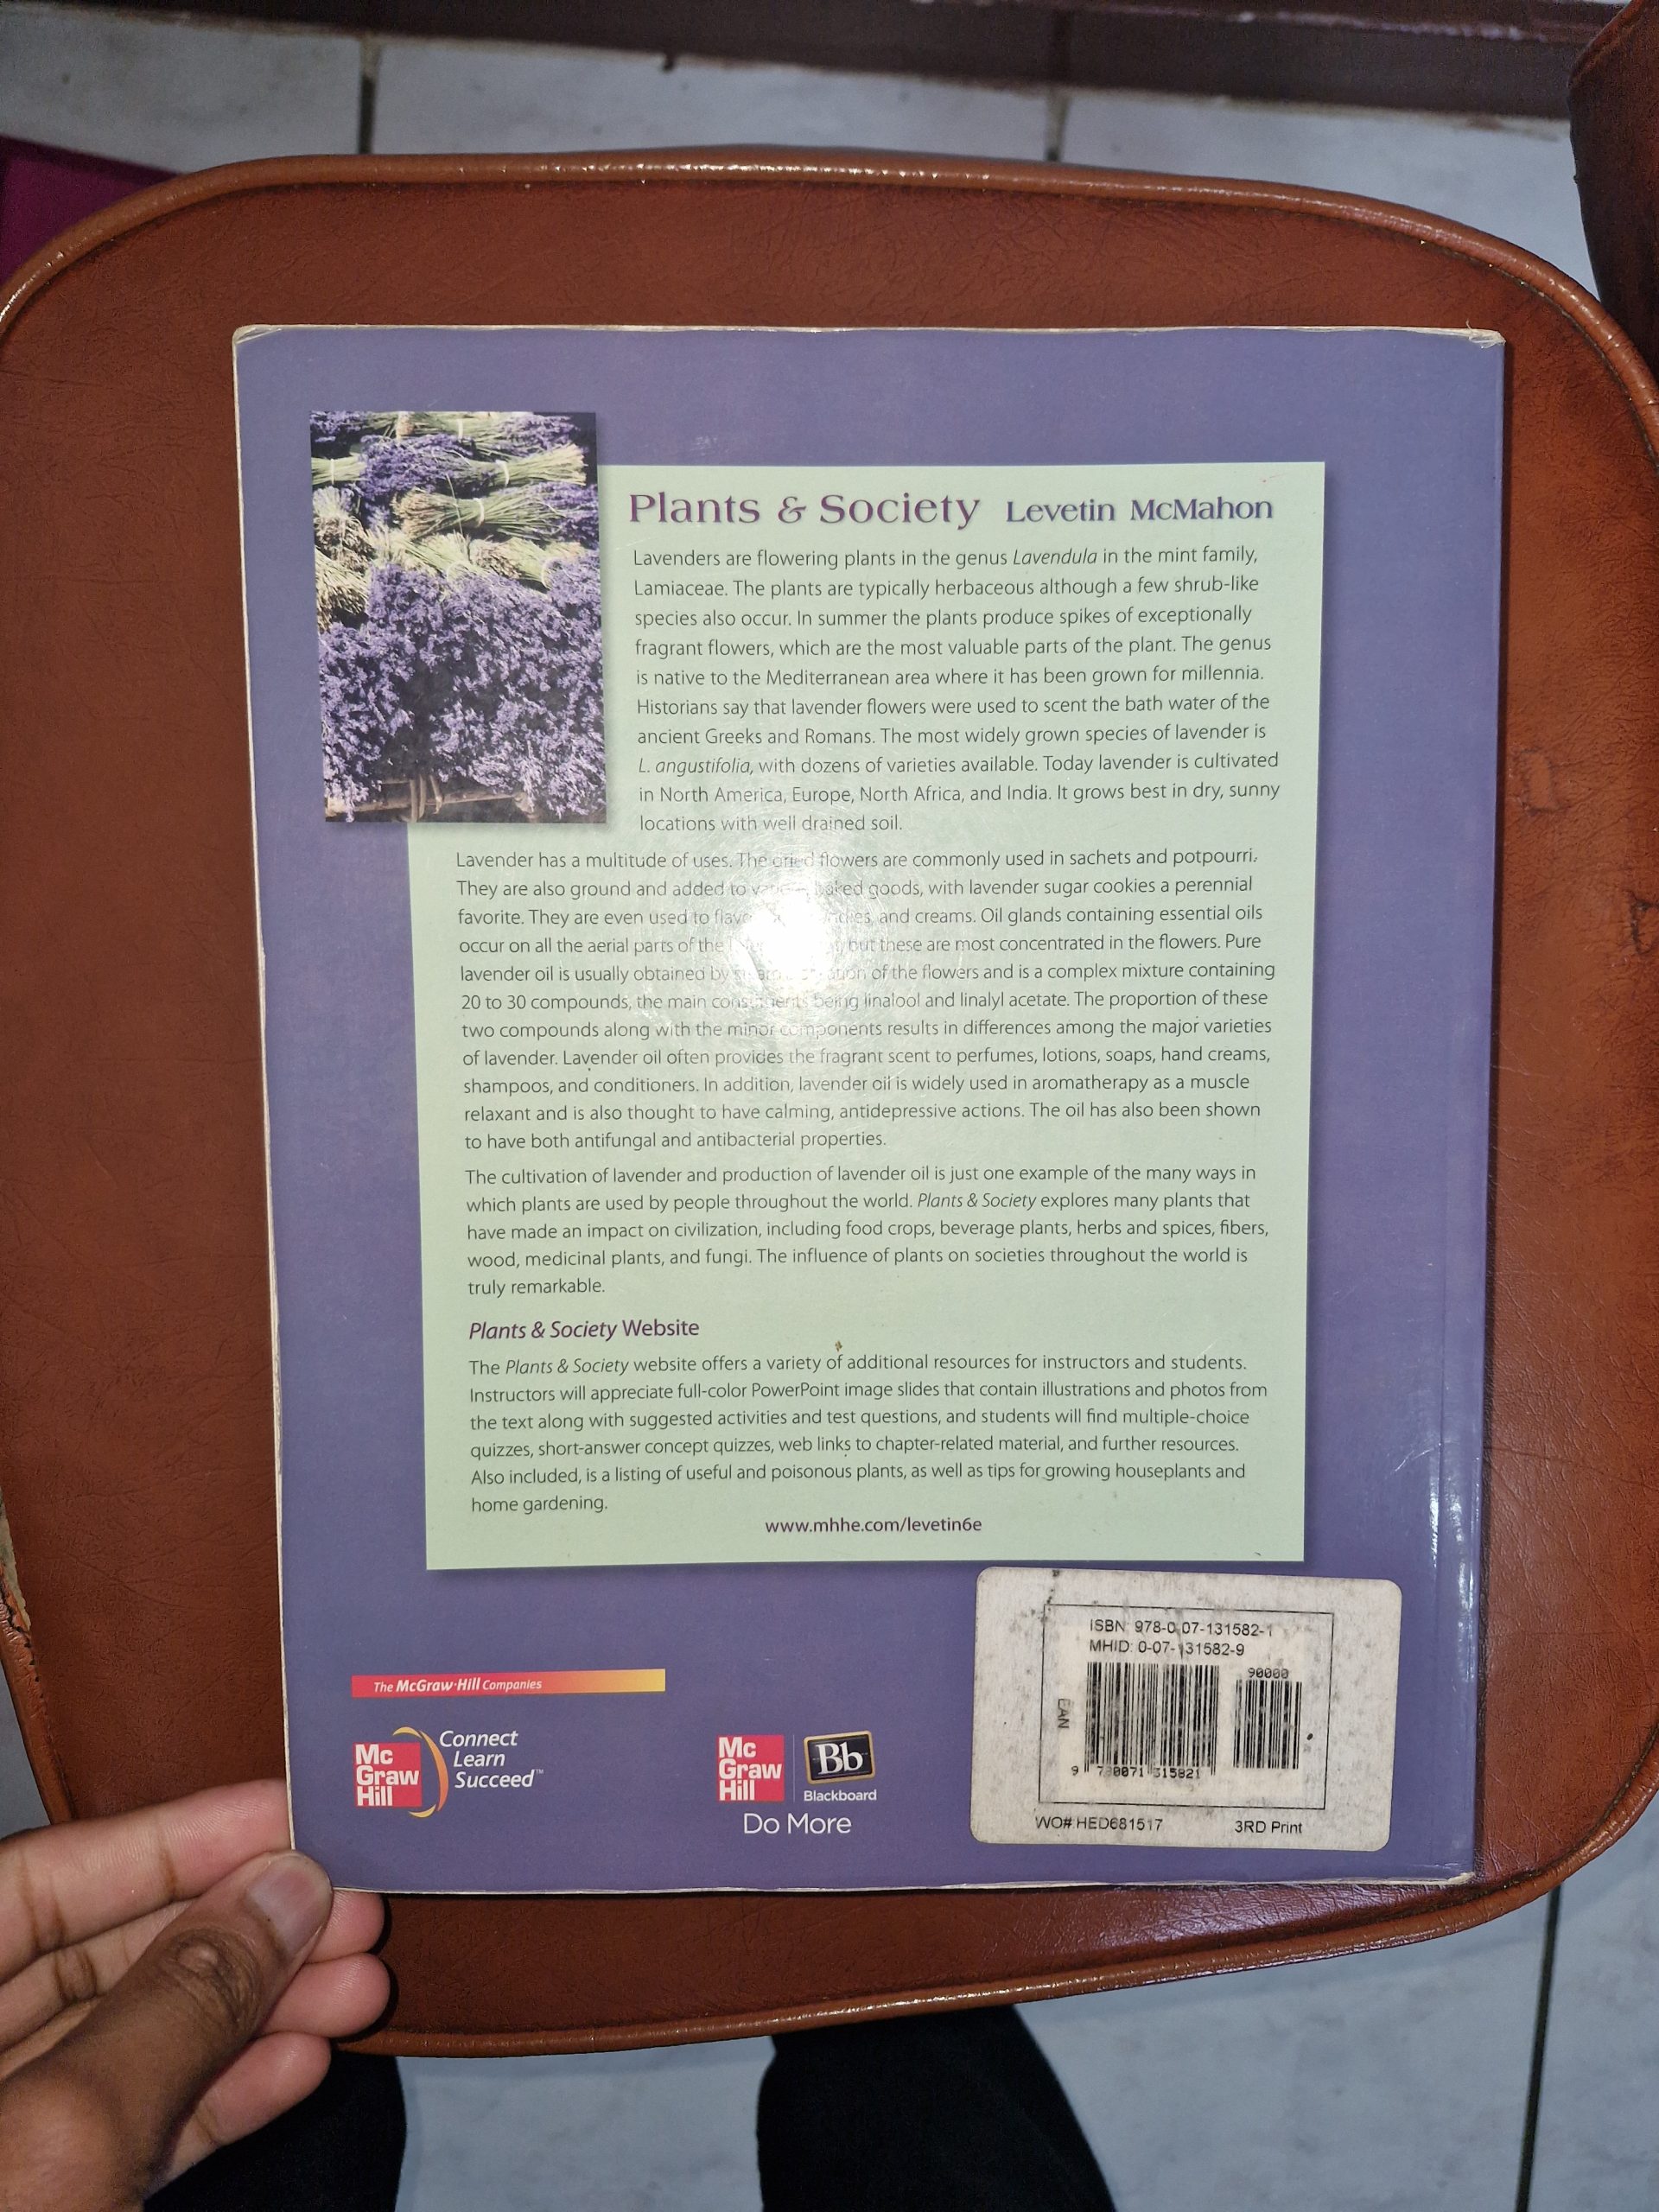 Plants & Society Levetin McMahon
Lavenders are flowering plants in the genus Lavendula in the mint family,
Lamiaceae. The plants are typically herbaceous although a few shrub-like
species also occur. In summer the plants produce spikes of exceptionally
fragrant flowers, which are the most valuable parts of the plant. The genus
is native to the Mediterranean area where it has been grown for millennia.
Historians say that lavender flowers were used to scent the bath water of the
ancient Greeks and Romans. The most widely grown species of lavender is
L. angustifolia, with dozens of varieties available. Today lavender is cultivated
in North America, Europe, North Africa, and India. It grows best in dry, sunny
locations with well drained soil.
Lavender has a multitude of uses. The dried flowers are commonly used in sachets and potpourri.
They are also ground and added to baked goods, with lavender sugar cookies a perennial
favorite. They are even used to and creams. Oil glands containing essential oils
occur on all the aerial parts of the but these are most concentrated in the flowers. Pure
lavender oil is usually obtained by of the flowers and is a complex mixture containing
20 to 30 compounds, the main constituents being linalool and linalyl acetate. The proportion of these
two compounds along with the minor components results in differences among the major varieties
of lavender. Lavender oil often provides the fragrant scent to perfumes, lotions, soaps, hand creams,
shampoos, and conditioners. In addition, lavender oil is widely used in aromatherapy as a muscle
relaxant and is also thought to have calming, antidepressive actions. The oil has also been shown
to have both antifungal and antibacterial properties.
The cultivation of lavender and production of lavender oil is just one example of the many ways in
which plants are used by people throughout the world. Plants & Society explores many plants that
have made an impact on civilization, including food crops, beverage plants, herbs and spices, fibers,
wood, medicinal plants, and fungi. The influence of plants on societies throughout the world is
truly remarkable.
Plants & Society Website
The Plants & Society website offers a variety of additional resources for instructors and students.
Instructors will appreciate full-color PowerPoint image slides that contain illustrations and photos from
the text along with suggested activities and test questions, and students will find multiple-choice
quizzes, short-answer concept quizzes, web links to chapter-related material, and further resources.
Also included, is a listing of useful and poisonous plants, as well as tips for growing houseplants and
home gardening.
www.mhhe.com/levetin6e
The McGraw·Hill Companies
Mc
Graw
Hill
Connect
Learn
Succeed™
Mc
Graw
Hill
Bb
Blackboard
Do More
ISBN: 978-0-07-131582-1
MHID: 0-07-131582-9
90000
EAN
9 780071 315821
WO# HED681517 3RD Print